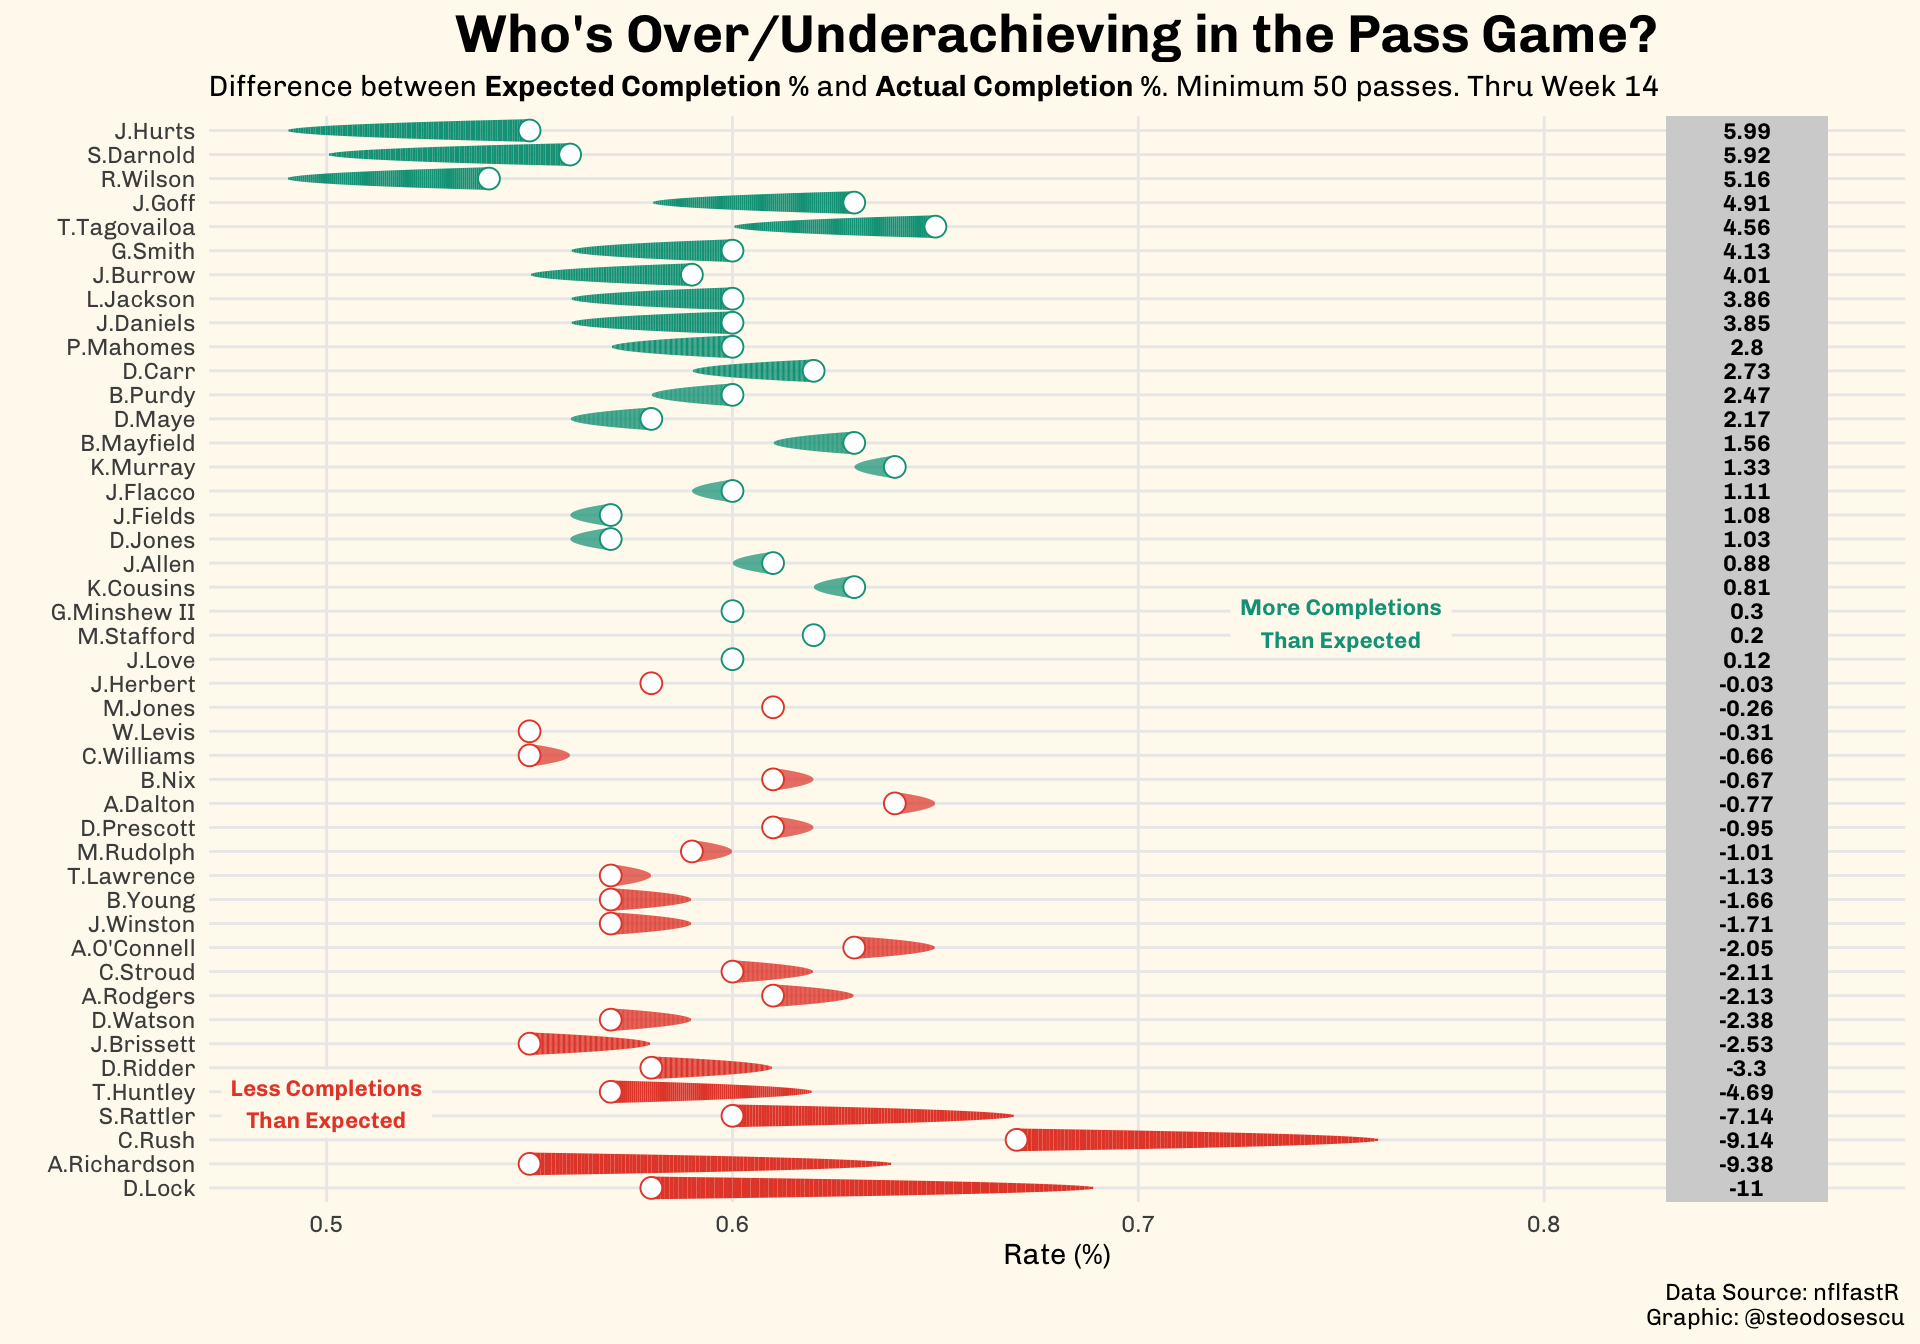 Who's Over/Underachieving in the Pass Game?
Difference between Expected Completion % and Actual Completion %. Minimum 50 passes. Thru Week 14
J.Hurts 5.99
S.Darnold 5.92
R.Wilson 5.16
J.Goff 4.91
T.Tagovailoa 4.56
G.Smith 4.13
J.Burrow 4.01
L.Jackson 3.86
J.Daniels 3.85
P.Mahomes 2.8
D.Carr 2.73
B.Purdy 2.47
D.Maye 2.17
B.Mayfield 1.56
K.Murray 1.33
J.Flacco 1.11
J.Fields 1.08
D.Jones 1.03
J.Allen 0.88
K.Cousins 0.81
G.Minshew II 0.3
M.Stafford 0.2
J.Love 0.12
J.Herbert -0.03
M.Jones -0.26
W.Levis -0.31
C.Williams -0.66
B.Nix -0.67
A.Dalton -0.77
D.Prescott -0.95
M.Rudolph -1.01
T.Lawrence -1.13
B.Young -1.66
J.Winston -1.71
A.O'Connell -2.05
C.Stroud -2.11
A.Rodgers -2.13
D.Watson -2.38
J.Brissett -2.53
D.Ridder -3.3
T.Huntley -4.69
S.Rattler -7.14
C.Rush -9.14
A.Richardson -9.38
D.Lock -11
More Completions
Than Expected
Less Completions
Than Expected
0.5 0.6 0.7 0.8
Rate (%)
Data Source: nflfastR
Graphic: @steodosescu